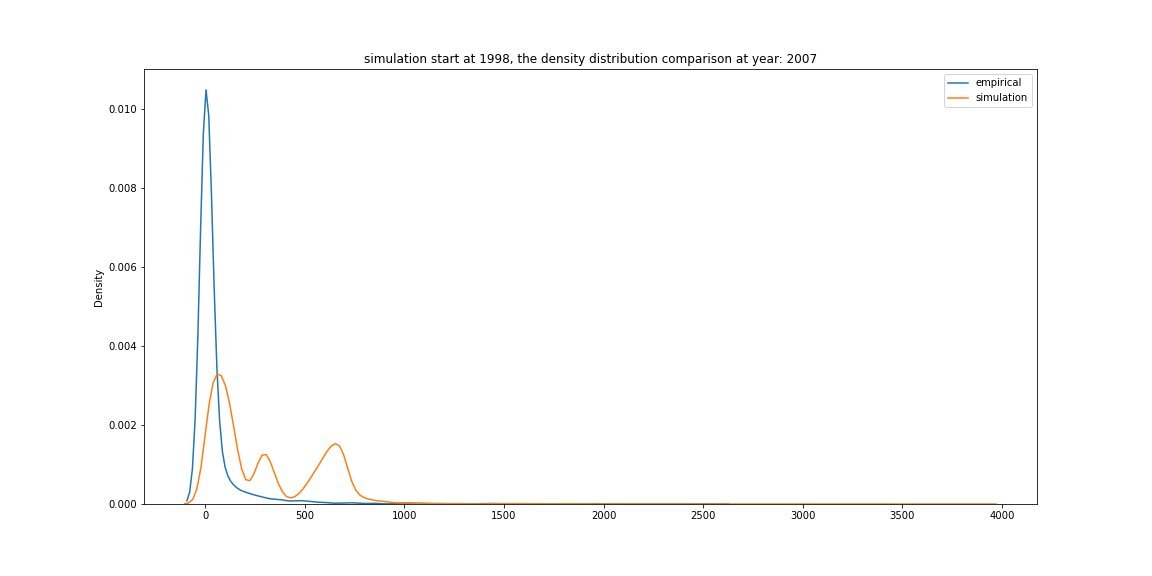 simulation start at 1998, the density distribution comparison at year: 2007
empirical
simulation
0.010
0.008
0.006
0.004
0.002
0.000
Density
0 500 1000 1500 2000 2500 3000 3500 4000